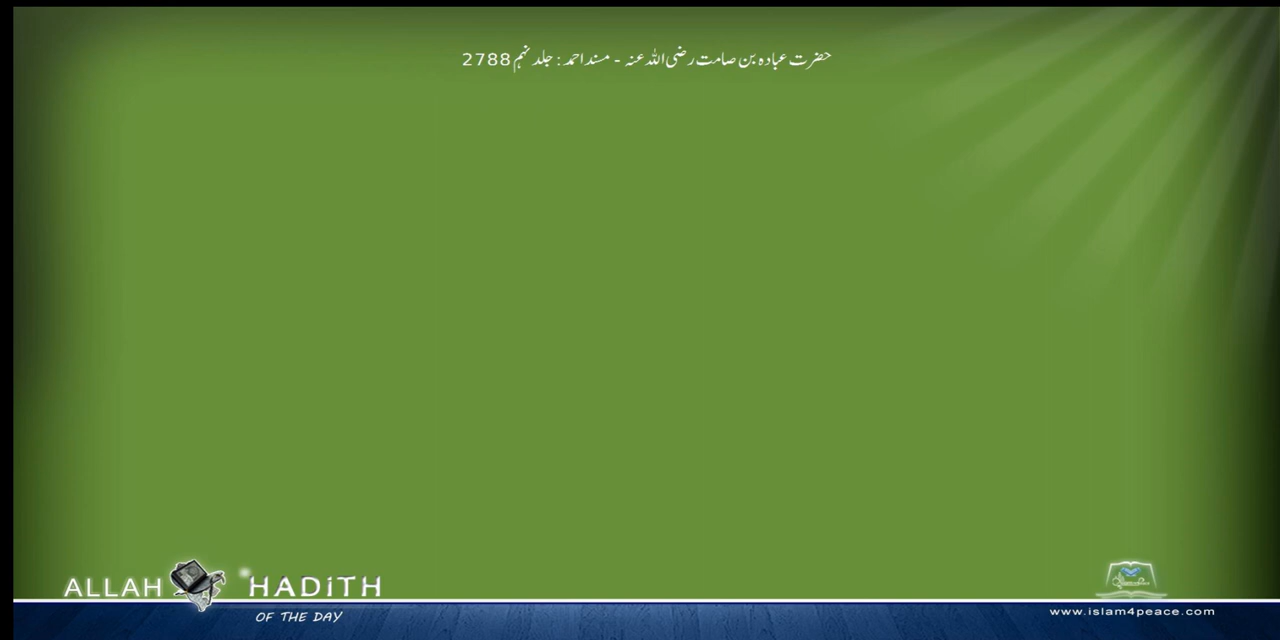 حضرت عبادہ بن صامت رضی اللہ عنہ - مسند احمد : جلد نہم 2788
ALLAH HADiTH
OF THE DAY
www.islam4peace.com